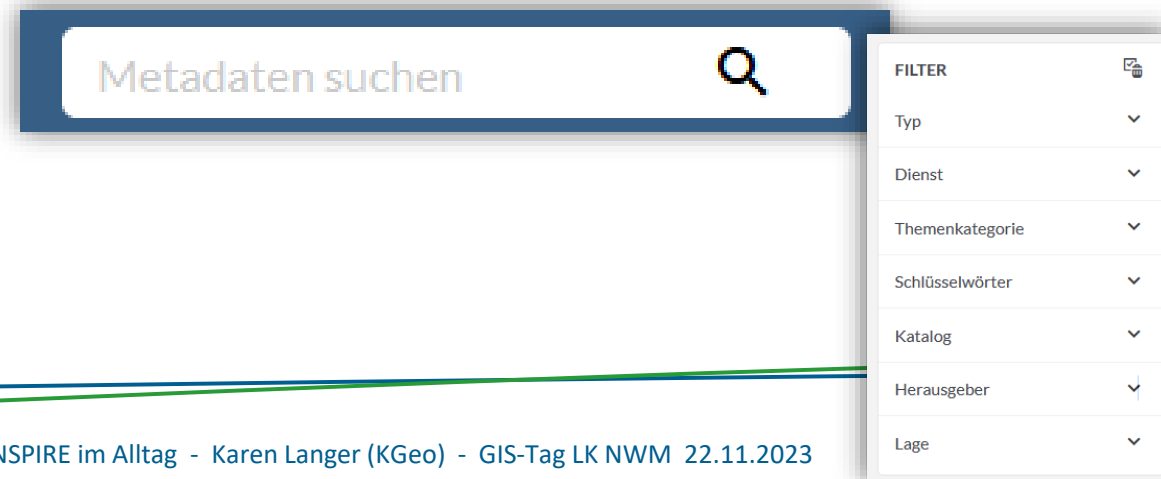 Metadaten suchen
FILTER
Typ
Dienst
Themenkategorie
Schlüsselwörter
Katalog
Herausgeber
Lage
NSPIRE im Alltag - Karen Langer (KGeo) - GIS-Tag LK NWM 22.11.2023